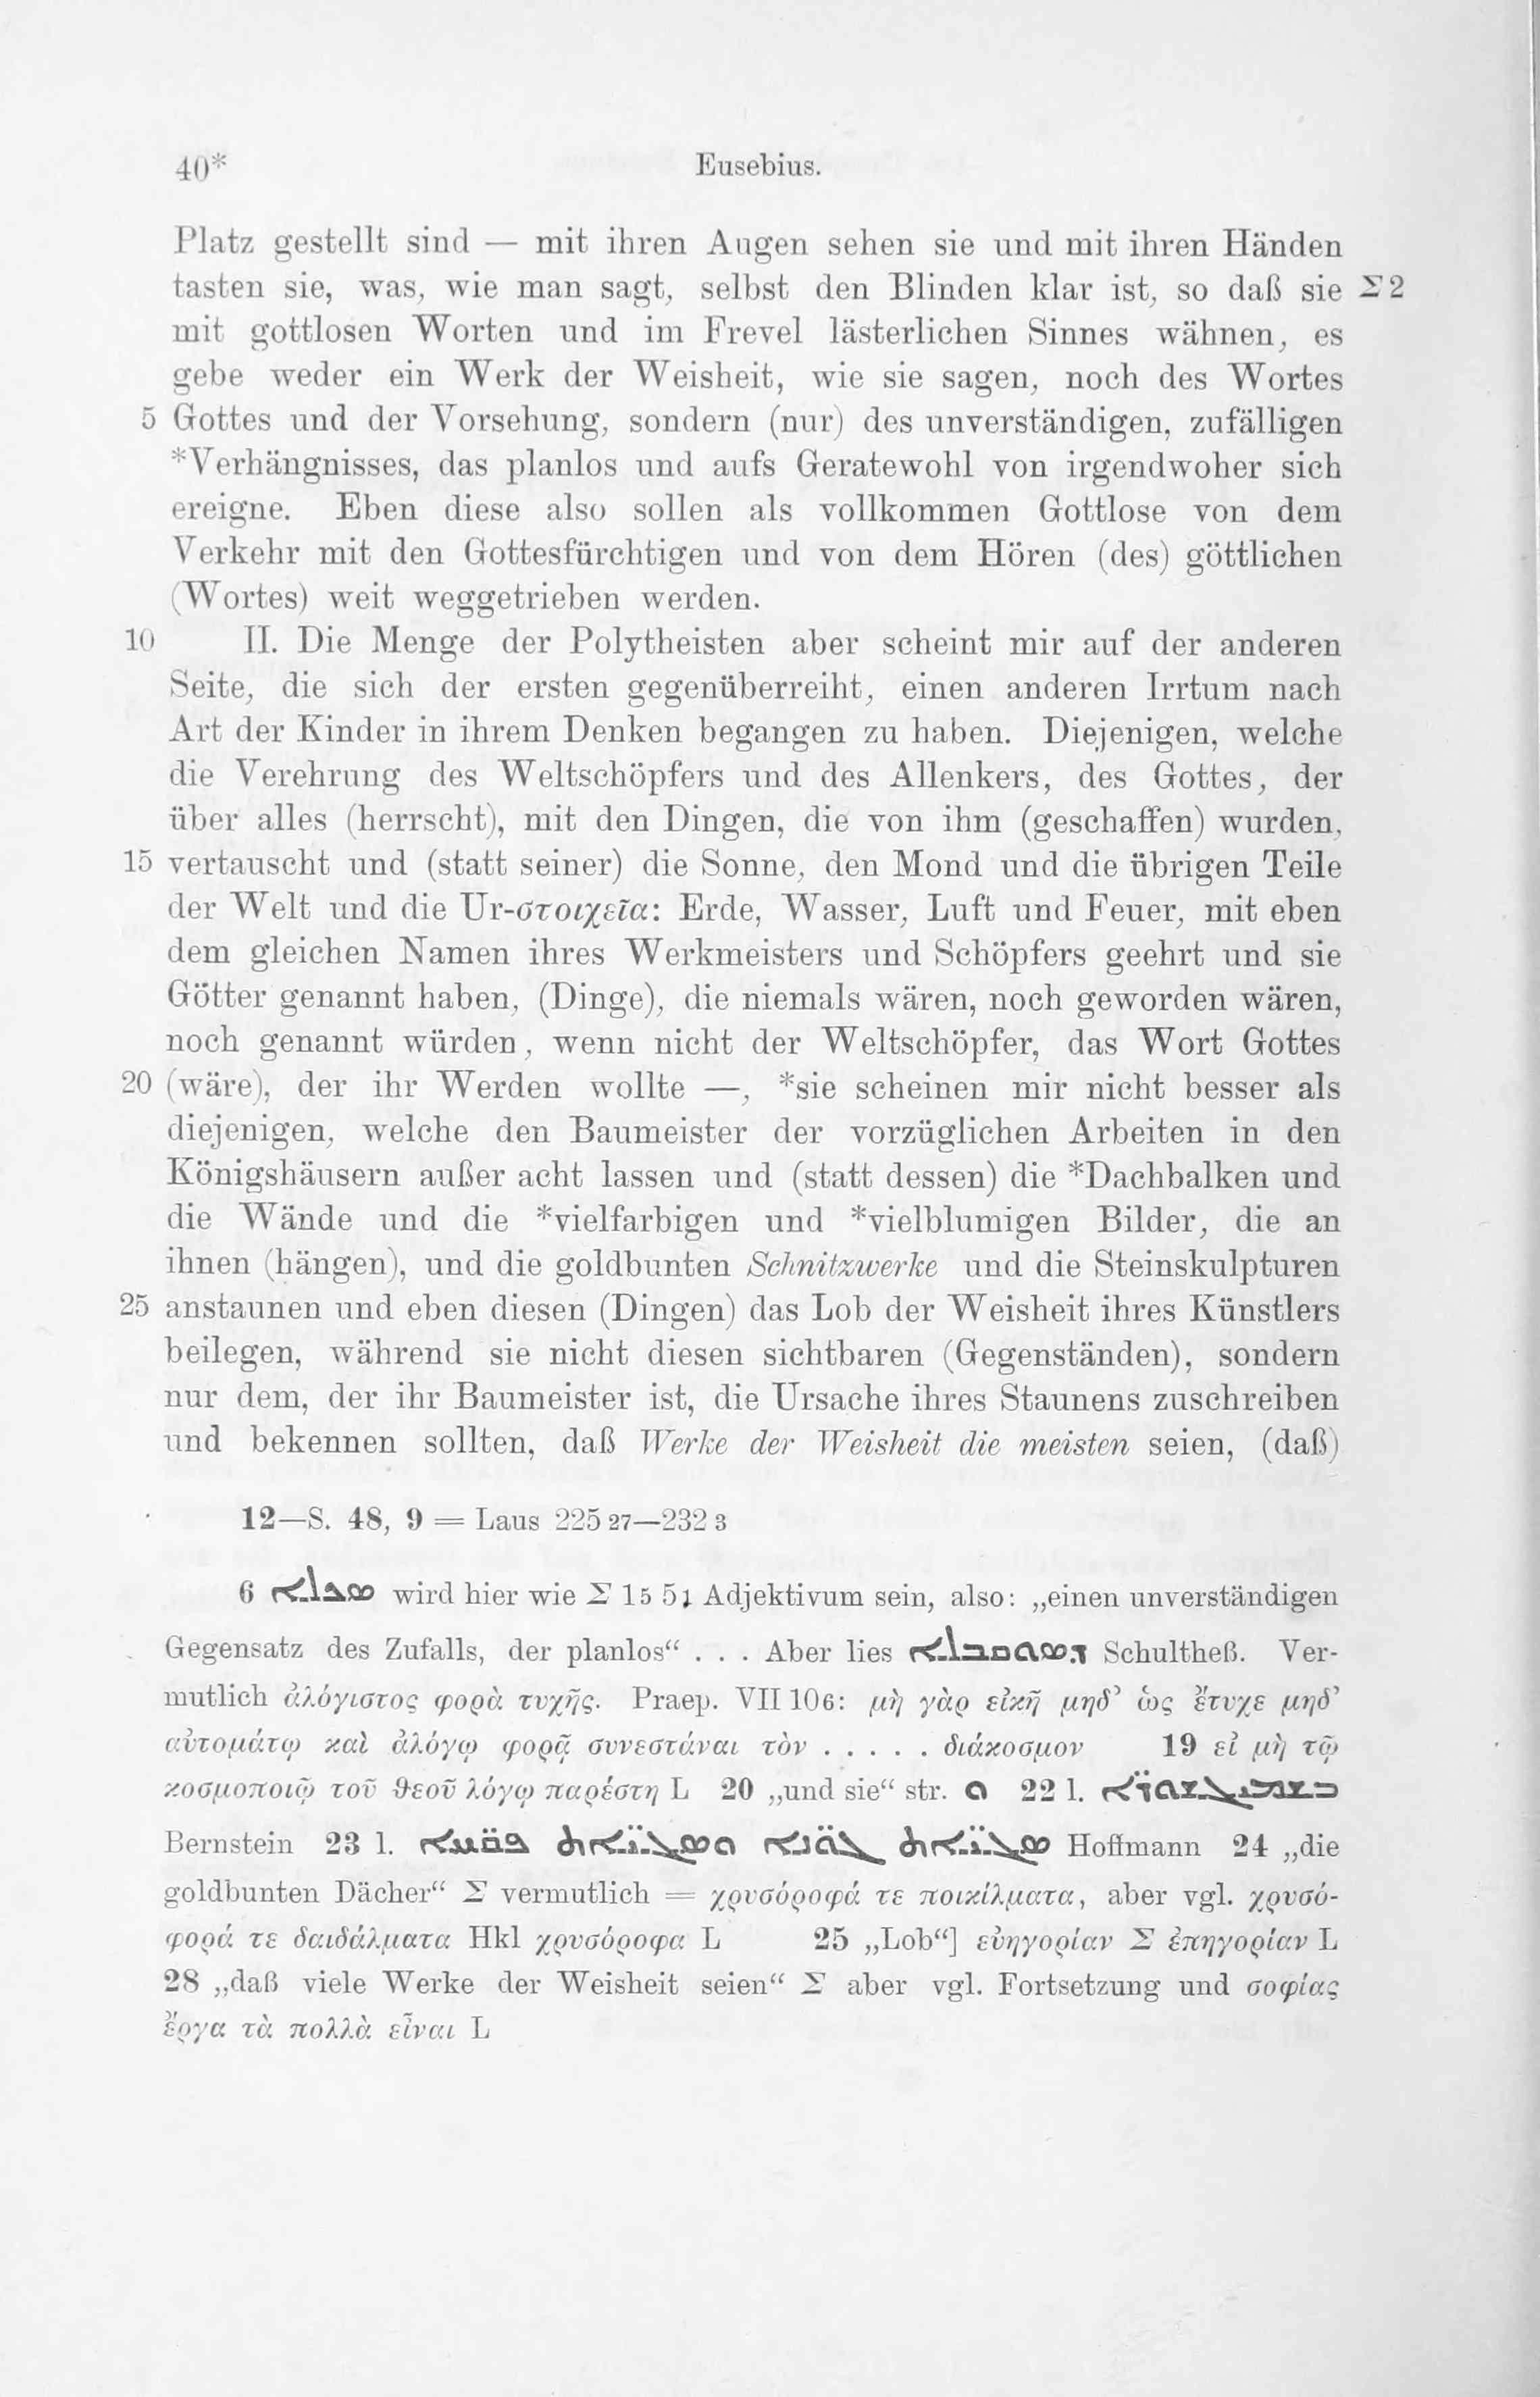 40* Eusebius.
Platz gestellt sind — mit ihren Augen sehen sie und mit ihren Händen
tasten sie, was, wie man sagt, selbst den Blinden klar ist, so daß sie Σ 2
mit gottlosen Worten und im Frevel lästerlichen Sinnes wähnen, es
gebe weder ein Werk der Weisheit, wie sie sagen, noch des Wortes
5 Gottes und der Vorsehung, sondern (nur) des unverständigen, zufälligen
*Verhängnisses, das planlos und aufs Geratewohl von irgendwoher sich
ereigne. Eben diese also sollen als vollkommen Gottlose von dem
Verkehr mit den Gottesfürchtigen und von dem Hören (des) göttlichen
(Wortes) weit weggetrieben werden.
10 II. Die Menge der Polytheisten aber scheint mir auf der anderen
Seite, die sich der ersten gegenüberreiht, einen anderen Irrtum nach
Art der Kinder in ihrem Denken begangen zu haben. Diejenigen, welche
die Verehrung des Weltschöpfers und des Allenkers, des Gottes, der
über alles (herrscht), mit den Dingen, die von ihm (geschaffen) wurden,
15 vertauscht und (statt seiner) die Sonne, den Mond und die übrigen Teile
der Welt und die Ur-στοιχεῖα: Erde, Wasser, Luft und Feuer, mit eben
dem gleichen Namen ihres Werkmeisters und Schöpfers geehrt und sie
Götter genannt haben, (Dinge), die niemals wären, noch geworden wären,
noch genannt würden, wenn nicht der Weltschöpfer, das Wort Gottes
20 (wäre), der ihr Werden wollte —, *sie scheinen mir nicht besser als
diejenigen, welche den Baumeister der vorzüglichen Arbeiten in den
Königshäusern außer acht lassen und (statt dessen) die *Dachbalken und
die Wände und die *vielfarbigen und *vielblumigen Bilder, die an
ihnen (hängen), und die goldbunten Schnitzwerke und die Steinskulpturen
25 anstaunen und eben diesen (Dingen) das Lob der Weisheit ihres Künstlers
beilegen, während sie nicht diesen sichtbaren (Gegenständen), sondern
nur dem, der ihr Baumeister ist, die Ursache ihres Staunens zuschreiben
und bekennen sollten, daß Werke der Weisheit die meisten seien, (daß)
12—S. 48, 9 = Laus 225 27—232 3
6 wird hier wie Σ 15 51 Adjektivum sein, also: „einen unverständigen
Gegensatz des Zufalls, der planlos“ . . . Aber lies Schultheß. Ver-
mutlich ἀλόγιστος φορὰ τυχῆς. Praep. VII 10 6: μὴ γὰρ εἰκῆ μηδ’ ὡς ἔτυχε μηδ’
αὐτομάτῳ καὶ ἀλόγῳ φορᾷ συνεστάναι τὸν . . . . . διάκοσμον 19 εἰ μὴ τῷ
κοσμοποιῷ τοῦ θεοῦ λόγῳ παρέστη L 20 „und sie“ str. ܘ 22 l.
Bernstein 23 l. Hoffmann 24 „die
goldbunten Dächer“ Σ vermutlich = χρυσόροφά τε ποικίλματα, aber vgl. χρυσό-
φορά τε δαιδάλματα Hkl χρυσόροφα L 25 „Lob“] εὐηγορίαν Σ ἐπηγορίαν L
28 „daß viele Werke der Weisheit seien“ Σ aber vgl. Fortsetzung und σοφίας
ἔργα τὰ πολλὰ εἶναι L